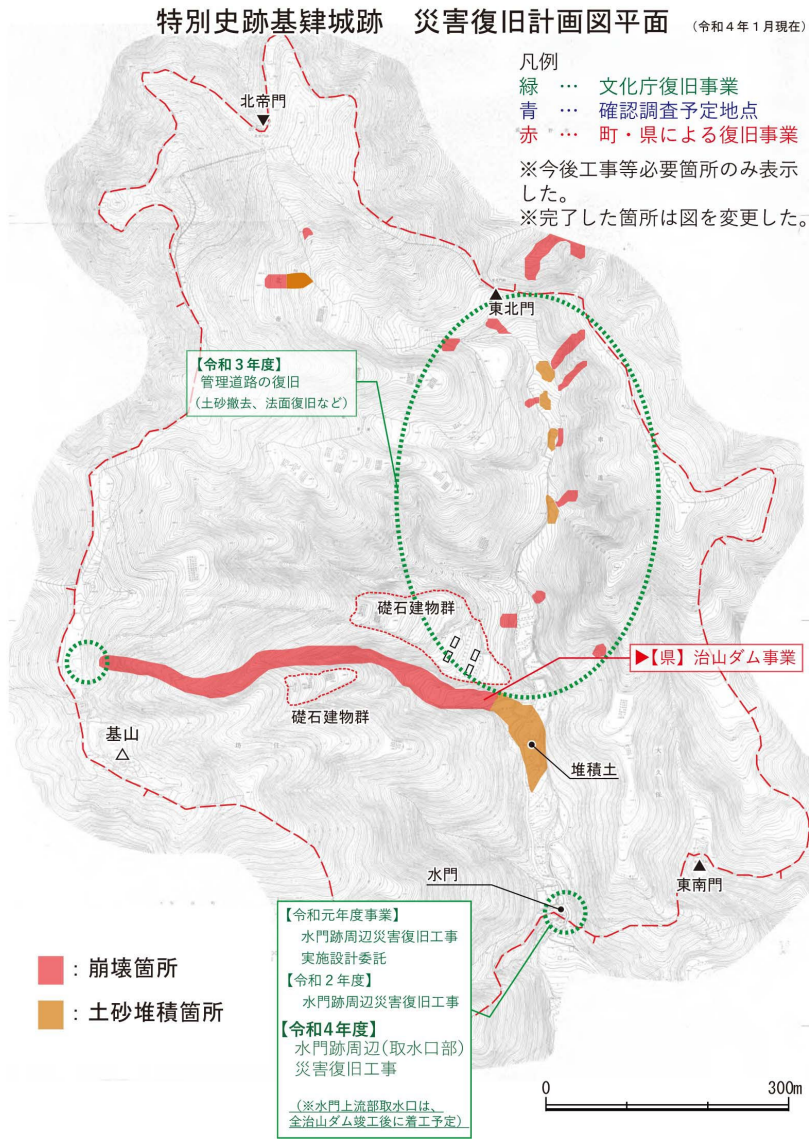 特別史跡基肄城跡 災害復旧計画図平面 (令和4年1月現在)
凡例
緑 … 文化庁復旧事業
青 … 確認調査予定地点
赤 … 町・県による復旧事業
※今後工事等必要箇所のみ表示
した。
※完了した箇所は図を変更した。
北帝門
東北門
【令和3年度】
管理道路の復旧
(土砂撤去、法面復旧など)
礎石建物群
▶【県】治山ダム事業
礎石建物群
基山
堆積土
水門
東南門
【令和元年度事業】
水門跡周辺災害復旧工事
実施設計委託
【令和2年度】
水門跡周辺災害復旧工事
【令和4年度】
水門跡周辺(取水口部)
災害復旧工事
(※水門上流部取水口は、
全治山ダム竣工後に着工予定)
:崩壊箇所
:土砂堆積箇所
0 300m